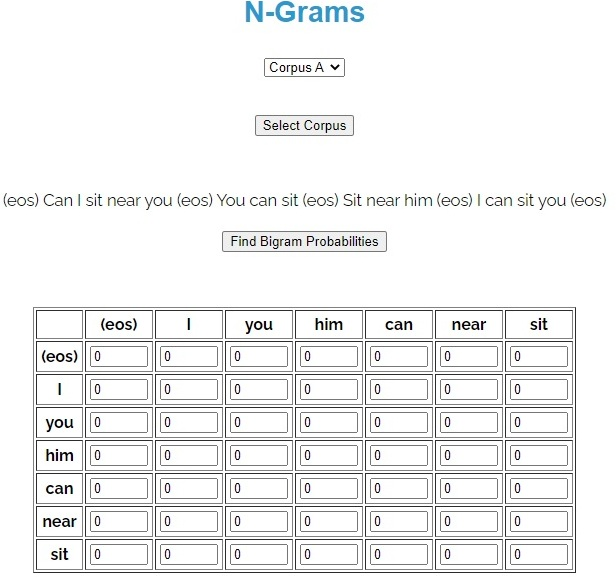 N-Grams
Corpus A
Select Corpus
(eos) Can I sit near you (eos) You can sit (eos) Sit near him (eos) I can sit you (eos)
Find Bigram Probabilities
(eos) I you him can near sit
(eos) 0 0 0 0 0 0 0
I 0 0 0 0 0 0 0
you 0 0 0 0 0 0 0
him 0 0 0 0 0 0 0
can 0 0 0 0 0 0 0
near 0 0 0 0 0 0 0
sit 0 0 0 0 0 0 0